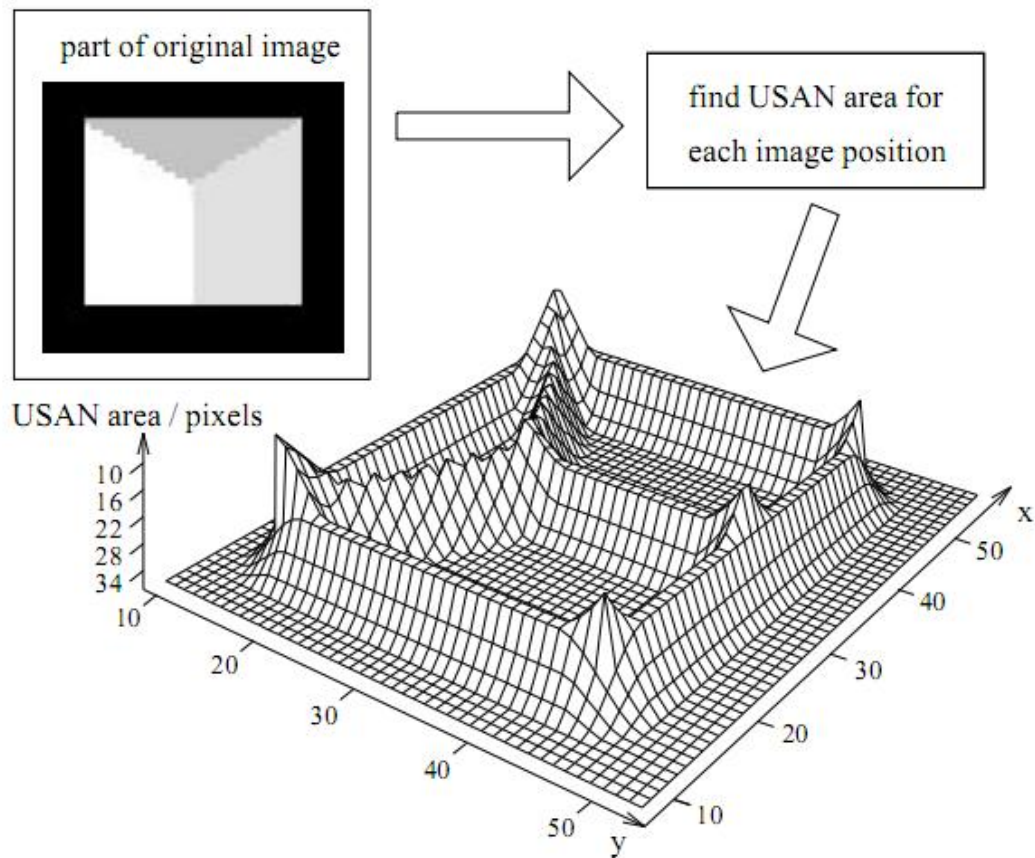 part of original image
find USAN area for
each image position
USAN area / pixels
10
16
22
28
34
10
20
30
40
50
y
10
20
30
40
50
x